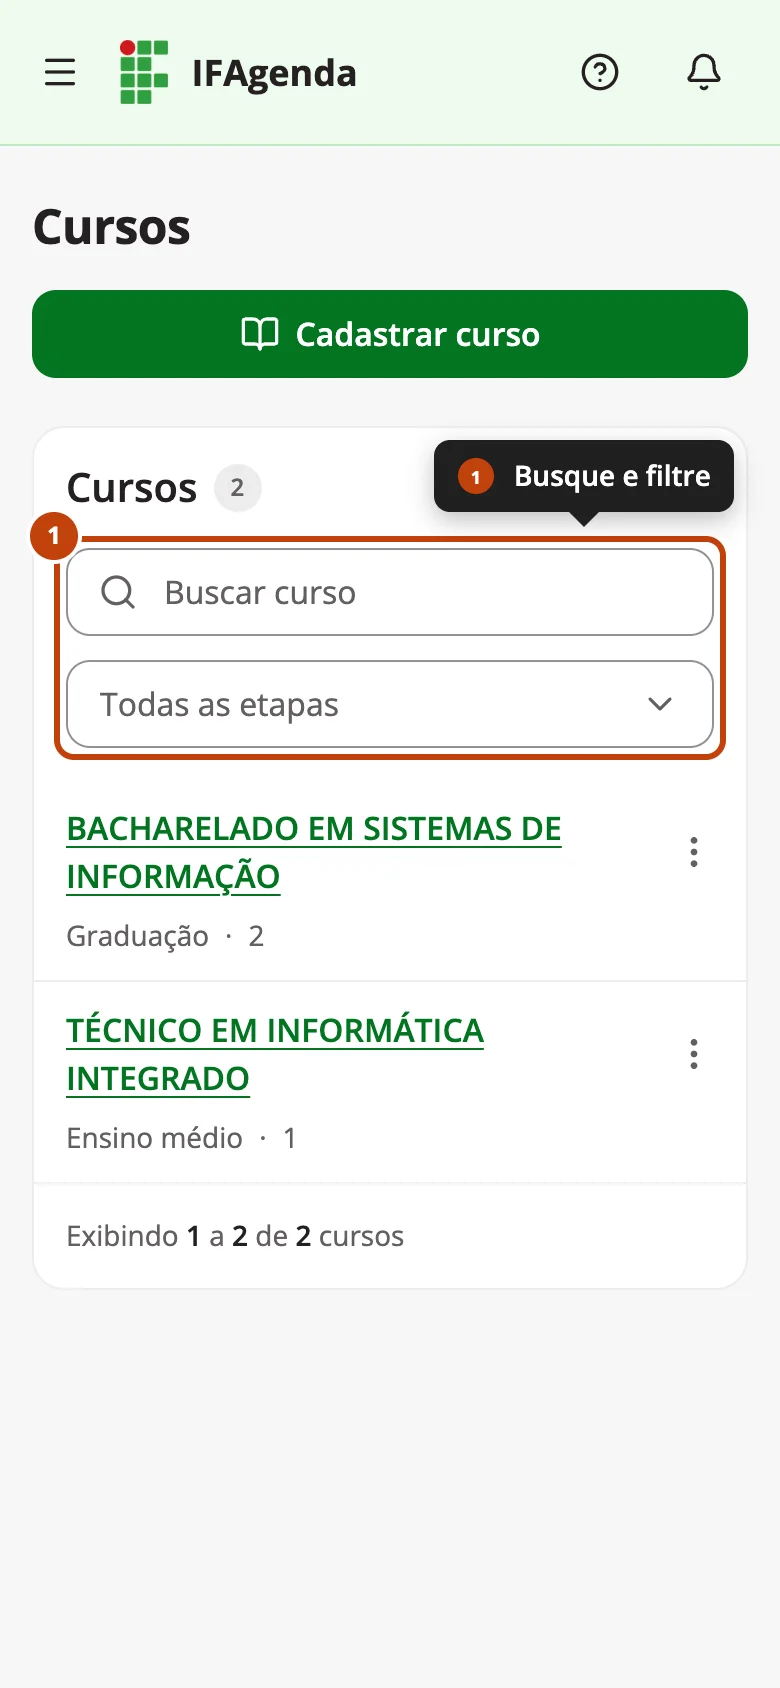 IFAgenda
Cursos
Cadastrar curso
Cursos 2
1 Busque e filtre
1
Buscar curso
Todas as etapas
BACHARELADO EM SISTEMAS DE
INFORMAÇÃO
Graduação · 2
TÉCNICO EM INFORMÁTICA
INTEGRADO
Ensino médio · 1
Exibindo 1 a 2 de 2 cursos